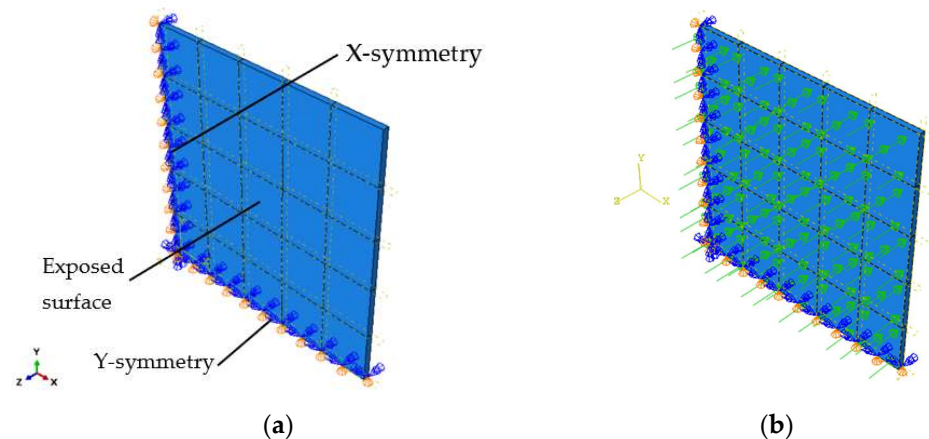 X-symmetry
Exposed
surface
Y-symmetry
Y
Z X
Y
Z X
(a) (b)